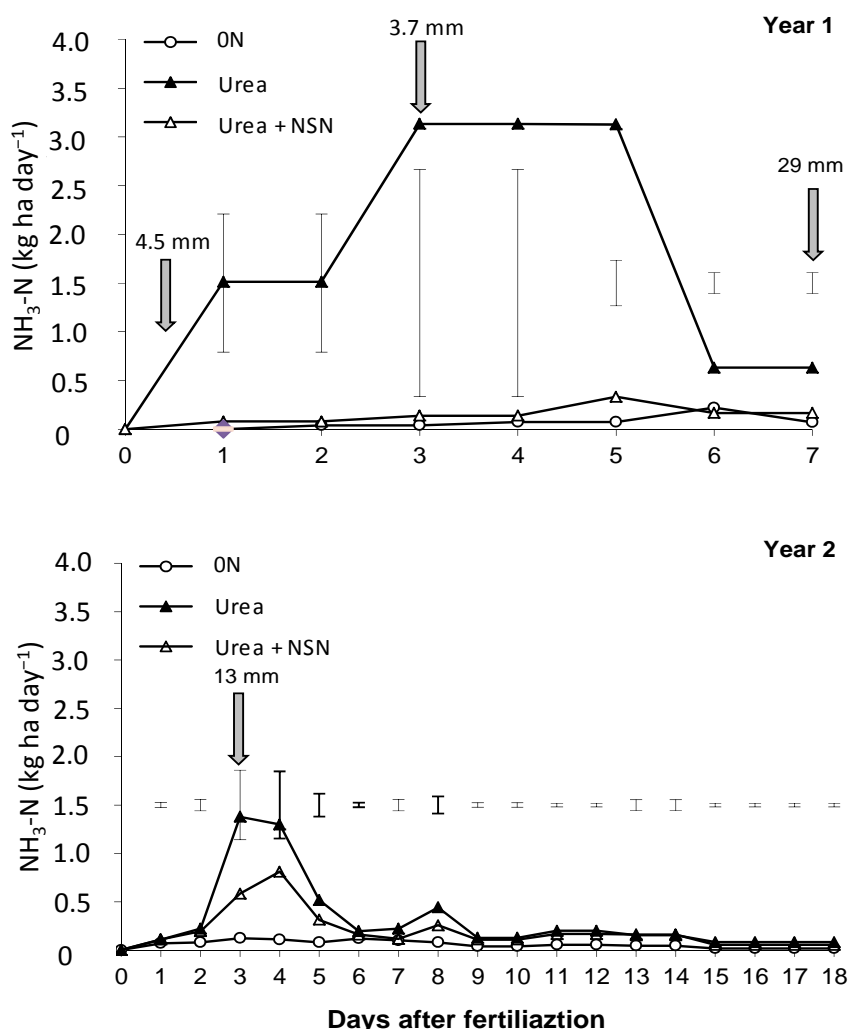 Year 1
4.0
3.5
3.0
2.5
2.0
1.5
1.0
0.5
0
NH₃-N (kg ha day⁻¹)
0N
Urea
Urea + NSN
4.5 mm
3.7 mm
29 mm
0 1 2 3 4 5 6 7
Year 2
4.0
3.5
3.0
2.5
2.0
1.5
1.0
0.5
0
NH₃-N (kg ha day⁻¹)
0N
Urea
Urea + NSN
13 mm
0 1 2 3 4 5 6 7 8 9 10 11 12 13 14 15 16 17 18
Days after fertiliaztion